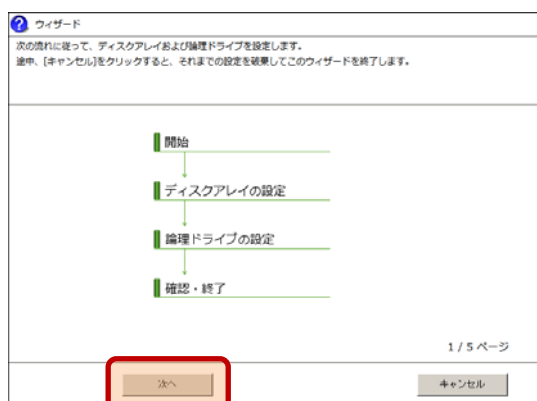 ウィザード
次の流れに従って、ディスクアレイおよび論理ドライブを設定します。
途中、[キャンセル]をクリックすると、それまでの設定を破棄してこのウィザードを終了します。
開始
ディスクアレイの設定
論理ドライブの設定
確認・終了
1 / 5 ページ
次へ
キャンセル